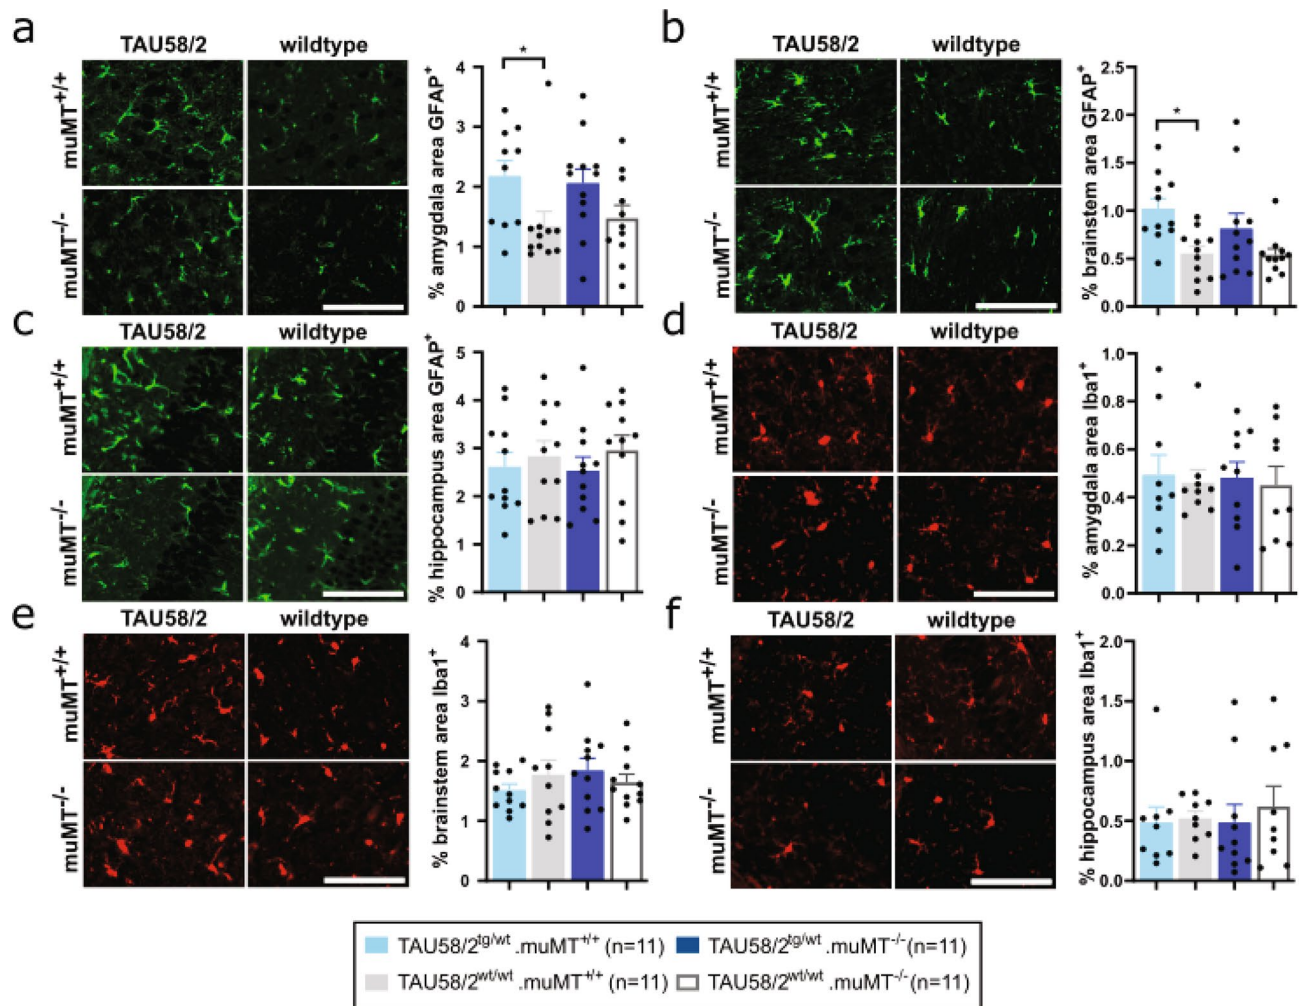 a
TAU58/2 wildtype
muMT+/+
muMT-/-
% amygdala area GFAP+
4
3
2
1
0
*
b
TAU58/2 wildtype
muMT+/+
muMT-/-
% brainstem area GFAP+
2.5
2.0
1.5
1.0
0.5
0.0
*
c
TAU58/2 wildtype
muMT+/+
muMT-/-
% hippocampus area GFAP+
5
4
3
2
1
0
d
TAU58/2 wildtype
muMT+/+
muMT-/-
% amygdala area Iba1+
1.0
0.8
0.6
0.4
0.2
0.0
e
TAU58/2 wildtype
muMT+/+
muMT-/-
% brainstem area Iba1+
4
3
2
1
0
f
TAU58/2 wildtype
muMT+/+
muMT-/-
% hippocampus area Iba1+
2.0
1.5
1.0
0.5
0.0
TAU58/2tg/wt .muMT+/+ (n=11) TAU58/2tg/wt .muMT-/- (n=11)
TAU58/2wt/wt .muMT+/+ (n=11) TAU58/2wt/wt .muMT-/- (n=11)